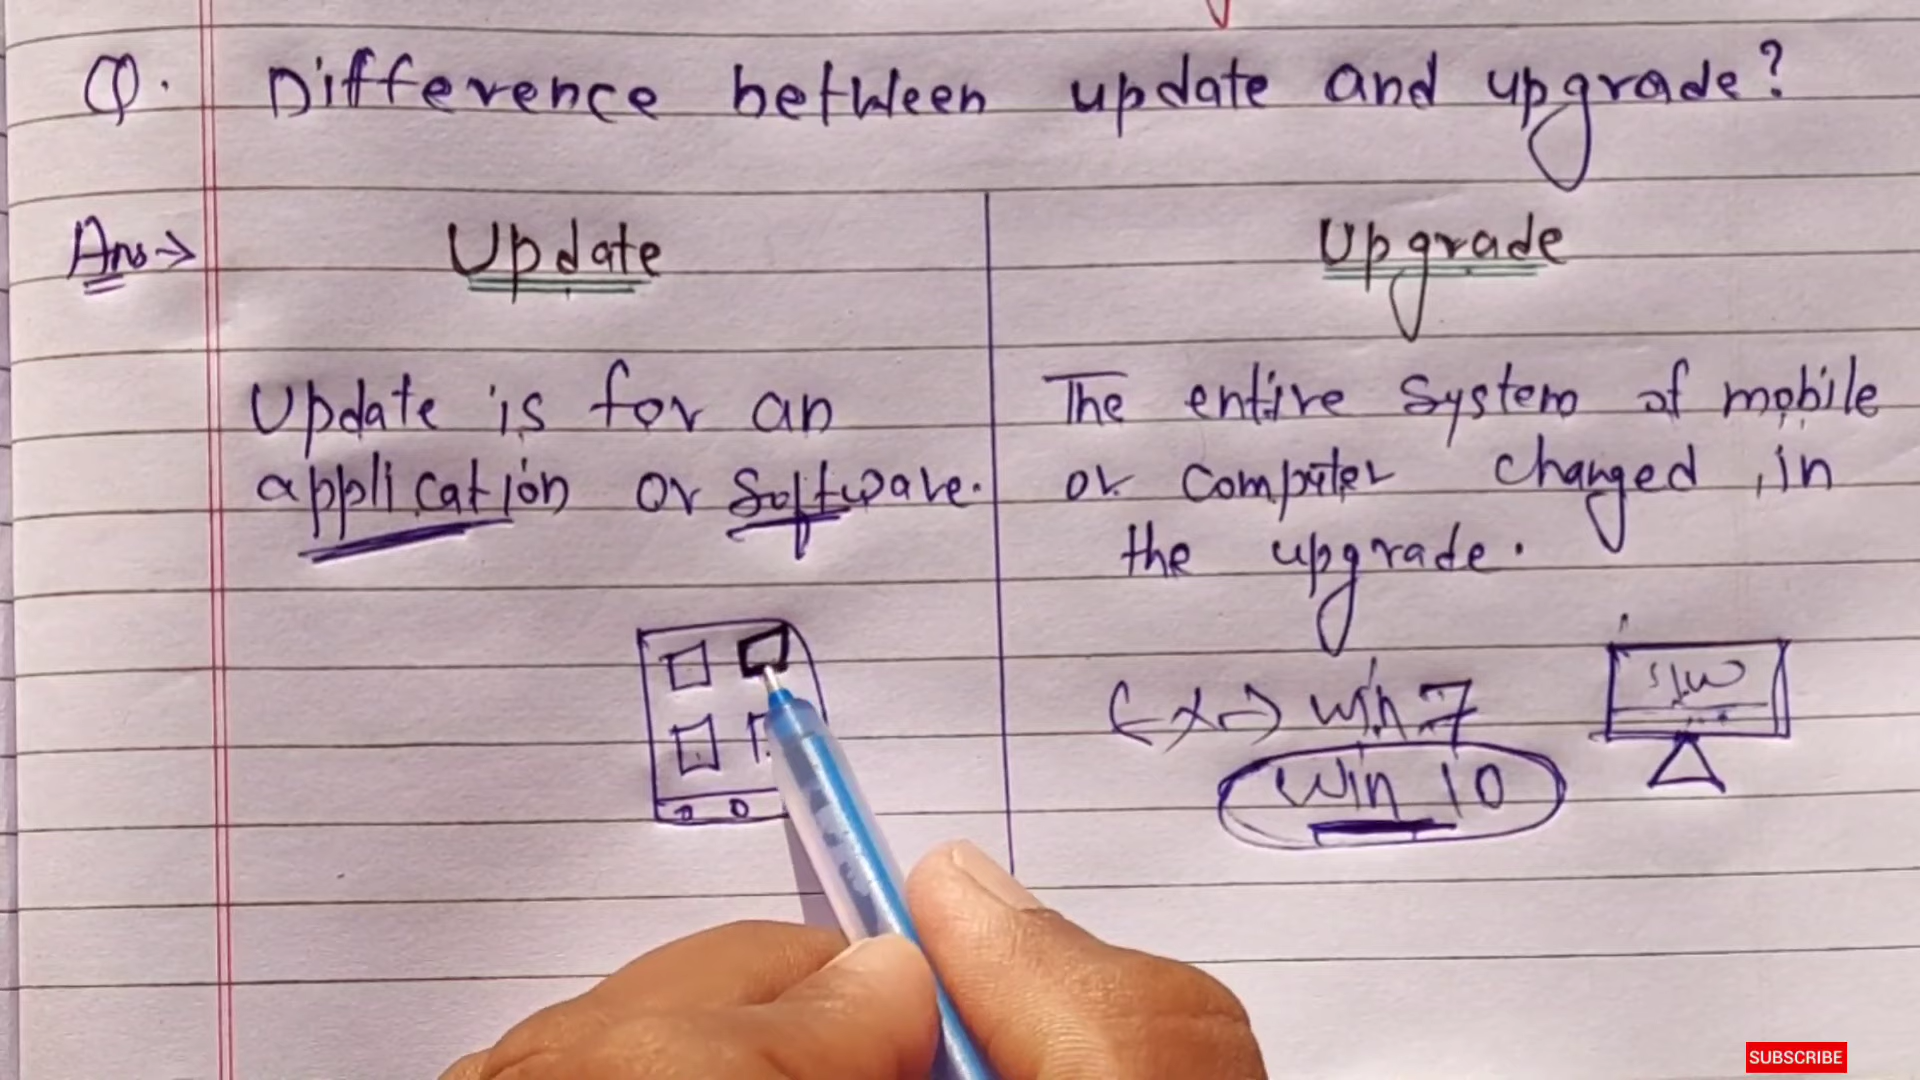 Q. Difference between update and upgrade?
Ans→
Update
Update is for an
application or Software.
Upgrade
The entire System of mobile
or Computer changed in
the upgrade.
Win 7
Win 10
SUBSCRIBE